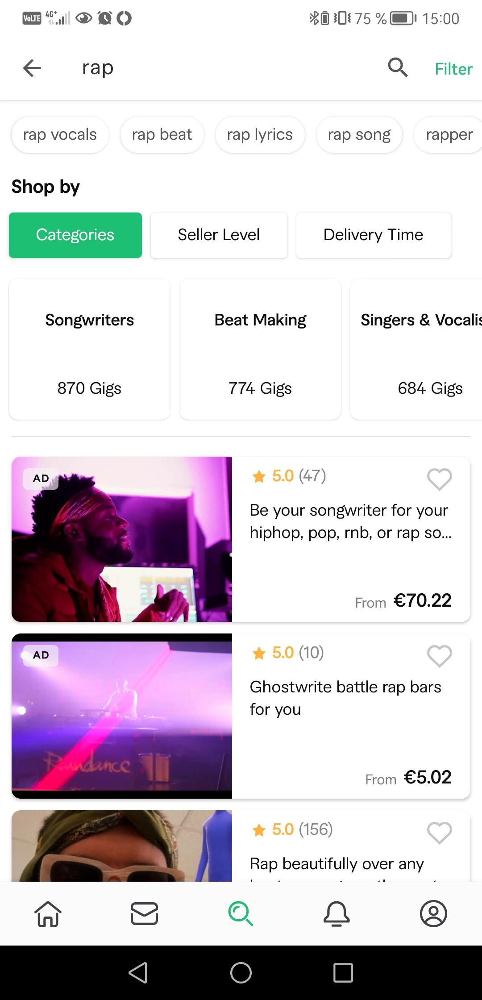 VoLTE 4G+ 75 % 15:00
rap Filter
rap vocals rap beat rap lyrics rap song rapper
Shop by
Categories Seller Level Delivery Time
Songwriters Beat Making Singers &
870 Gigs 774 Gigs 684 Gigs
AD 5.0 (47)
Be your songwriter for your
hiphop, pop, rnb, or rap so...
From €70.22
AD 5.0 (10)
Ghostwrite battle rap bars
for you
Raindance
From €5.02
5.0 (156)
Rap beautifully over any